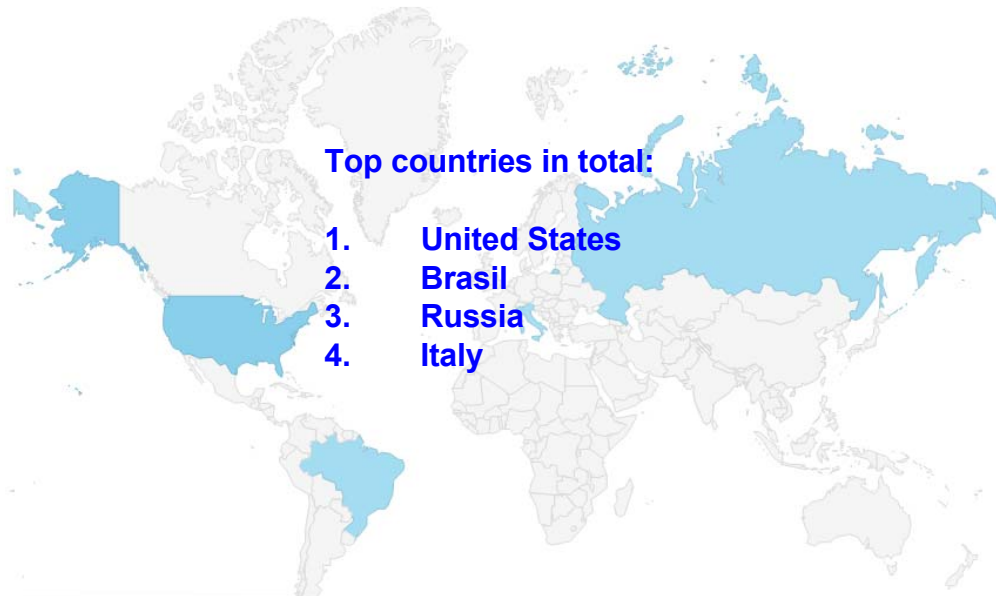 Top countries in total:
1. United States
2. Brasil
3. Russia
4. Italy